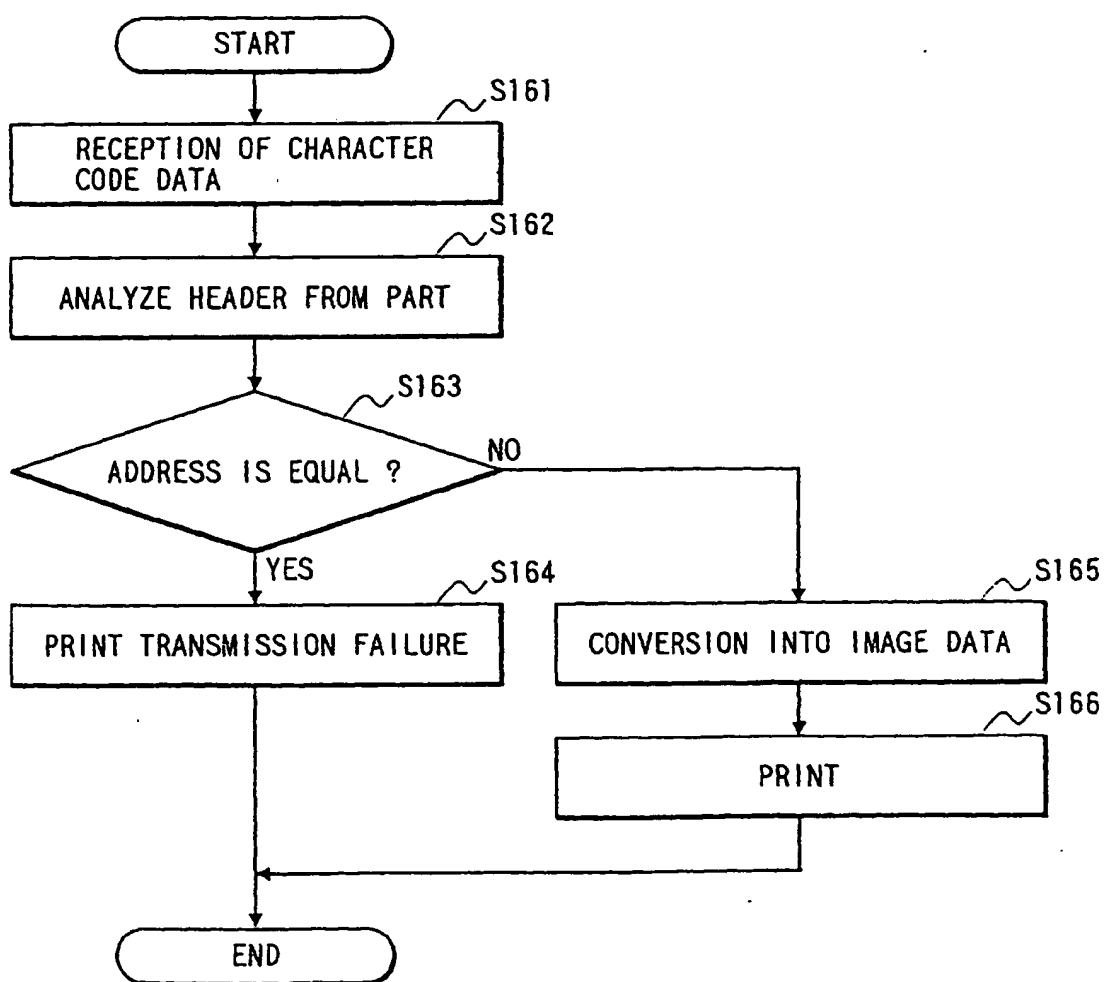 START
S161
RECEPTION OF CHARACTER
CODE DATA
S162
ANALYZE HEADER FROM PART
S163
ADDRESS IS EQUAL ?
NO
YES
S164
PRINT TRANSMISSION FAILURE
S165
CONVERSION INTO IMAGE DATA
S166
PRINT
END